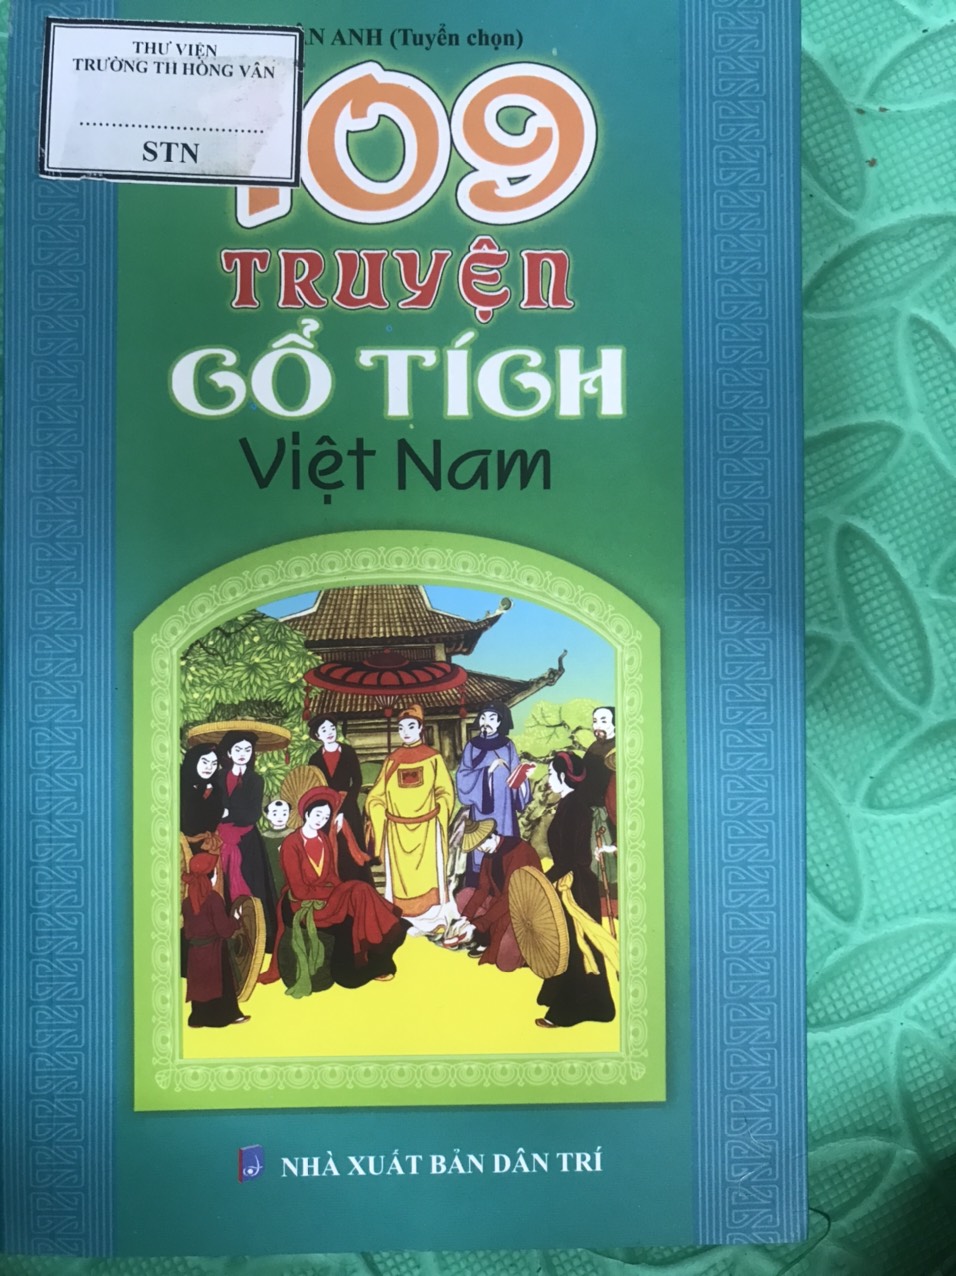 THƯ VIỆN
TRƯỜNG TH HỒNG VÂN
..............................
STN
ANH (Tuyển chọn)
109
TRUYỆN
CỔ TÍCH
Việt Nam
NHÀ XUẤT BẢN DÂN TRÍ